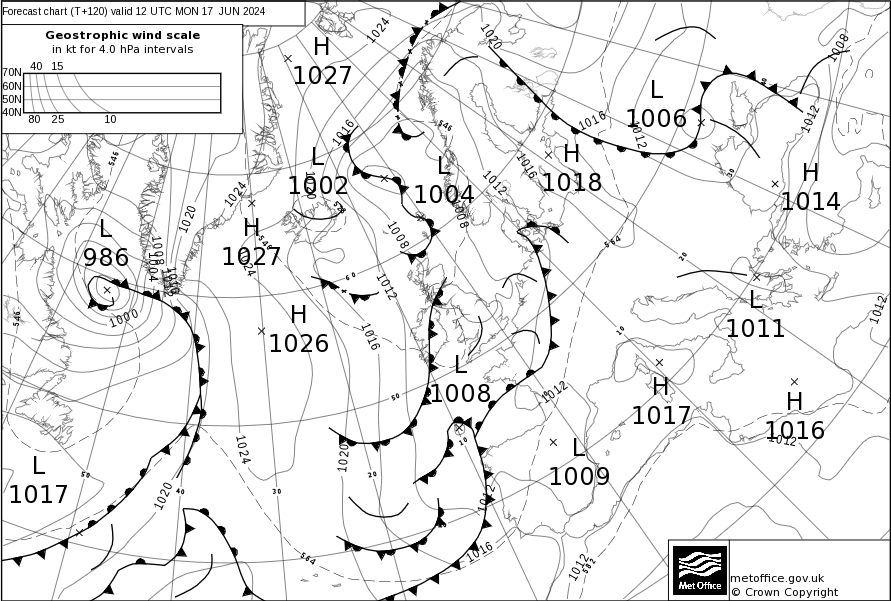 Forecast chart (T+120) valid 12 UTC MON 17 JUN 2024
Geostrophic wind scale
in kt for 4.0 hPa intervals
40 15
70N
60N
50N
40N
80 25 10
H
1027
1024
1020
1008
L
1006
1016
1012
1012
546
1016
546
L
1002
L
1004
H
1018
1016
1012
H
1014
1020
1024
H
1027
1008
1008
564
L
986
1008
1004
1000
60
1012
1016
H
1026
L
1011
1012
546
10
20
30
40
L
1008
50
1012
H
1017
H
1016
1012
L
1017
50
1024
1020
20
10
L
1009
1020
40
30
1012
564
1016
1012
Met Office
metoffice.gov.uk
© Crown Copyright